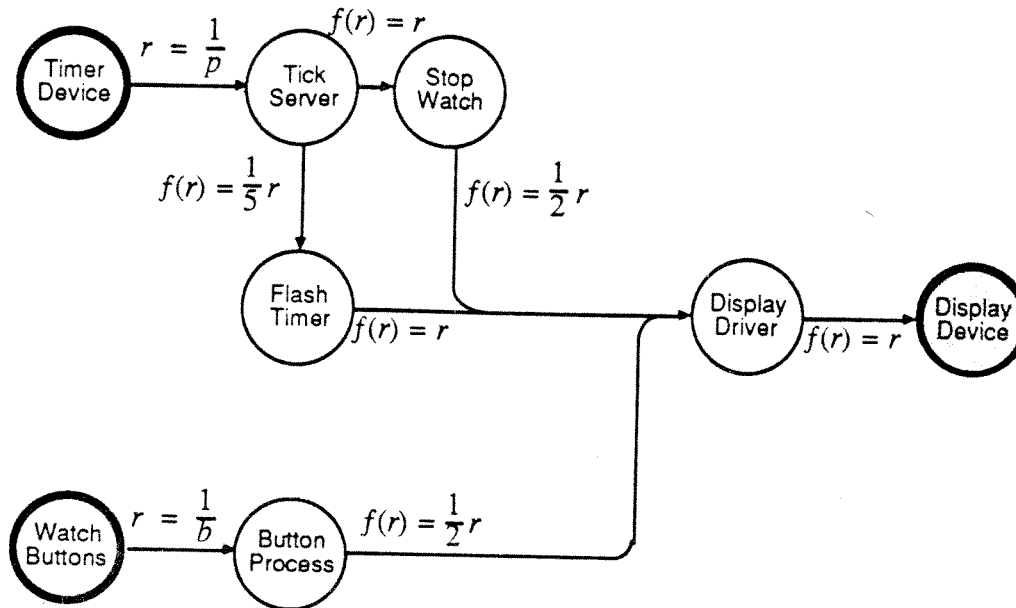 f(r) = r
r = 1/p
Timer
Device
Tick
Server
Stop
Watch
f(r) = 1/5 r
f(r) = 1/2 r
Flash
Timer
f(r) = r
Display
Driver
f(r) = r
Display
Device
Watch
Buttons
r = 1/b
Button
Process
f(r) = 1/2 r